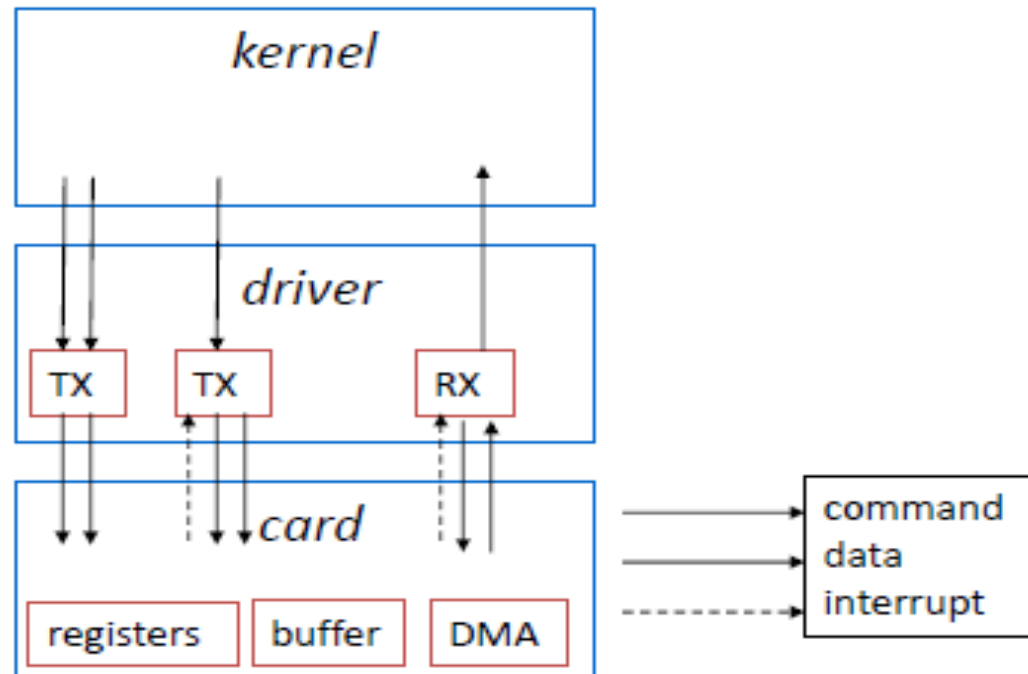 kernel
driver
TX
TX
RX
card
command
data
interrupt
registers
buffer
DMA